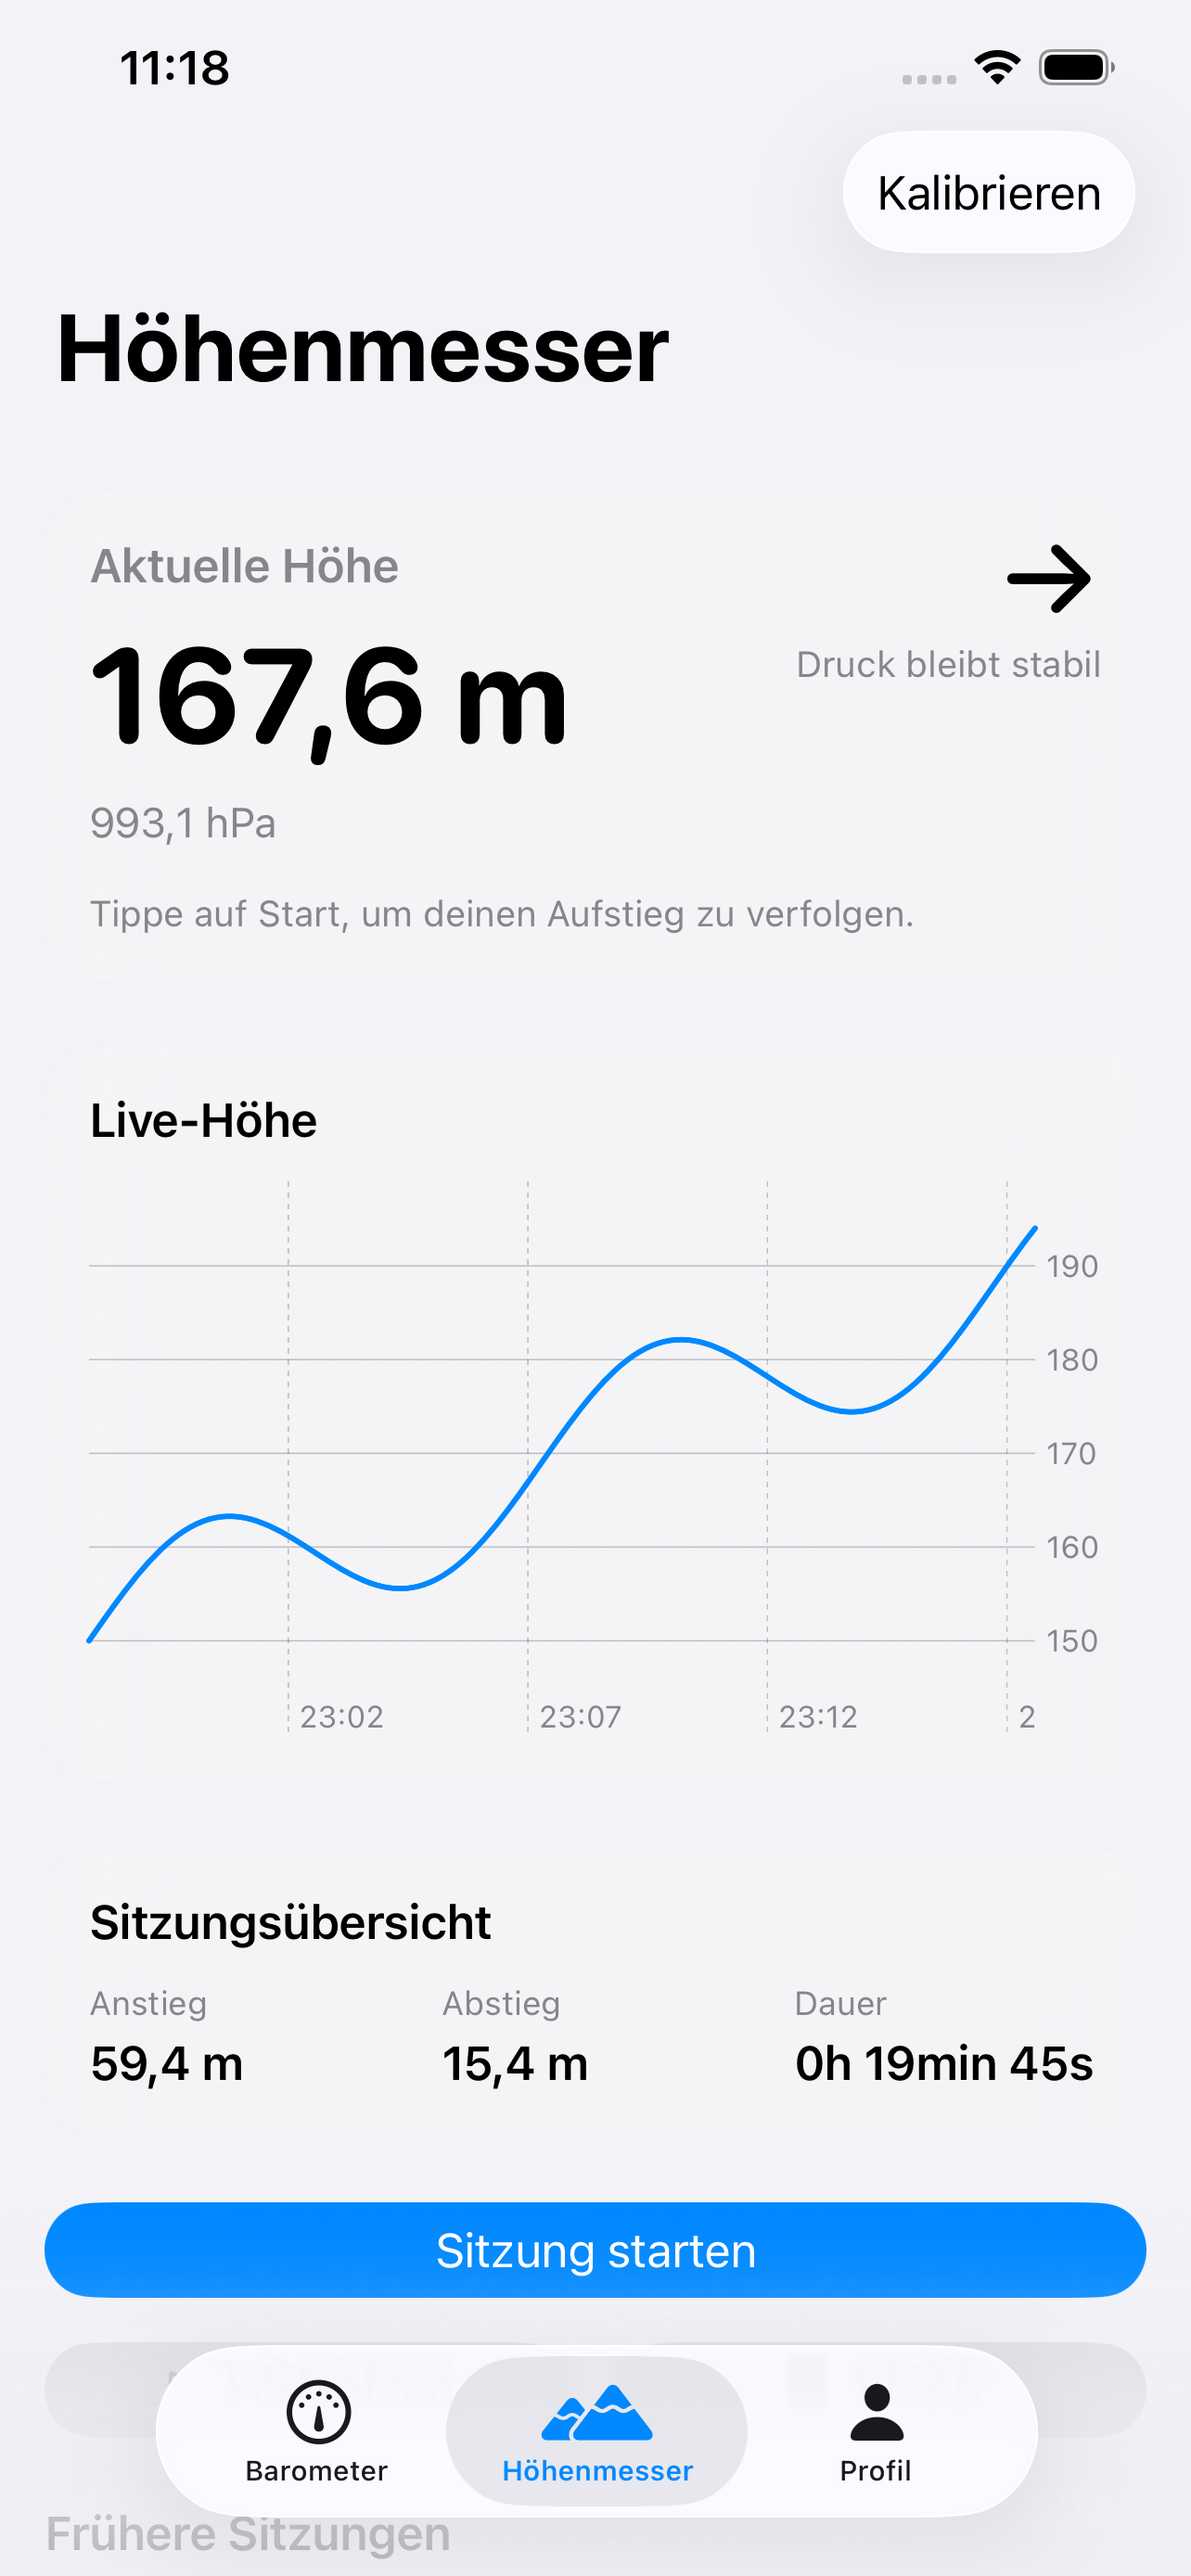 11:18
Kalibrieren
Höhenmesser
Aktuelle Höhe
167,6 m
Druck bleibt stabil
993,1 hPa
Tippe auf Start, um deinen Aufstieg zu verfolgen.
Live-Höhe
190
180
170
160
150
23:02 23:07 23:12 2
Sitzungsübersicht
Anstieg Abstieg Dauer
59,4 m 15,4 m 0h 19min 45s
Sitzung starten
Barometer Höhenmesser Profil
Frühere Sitzungen